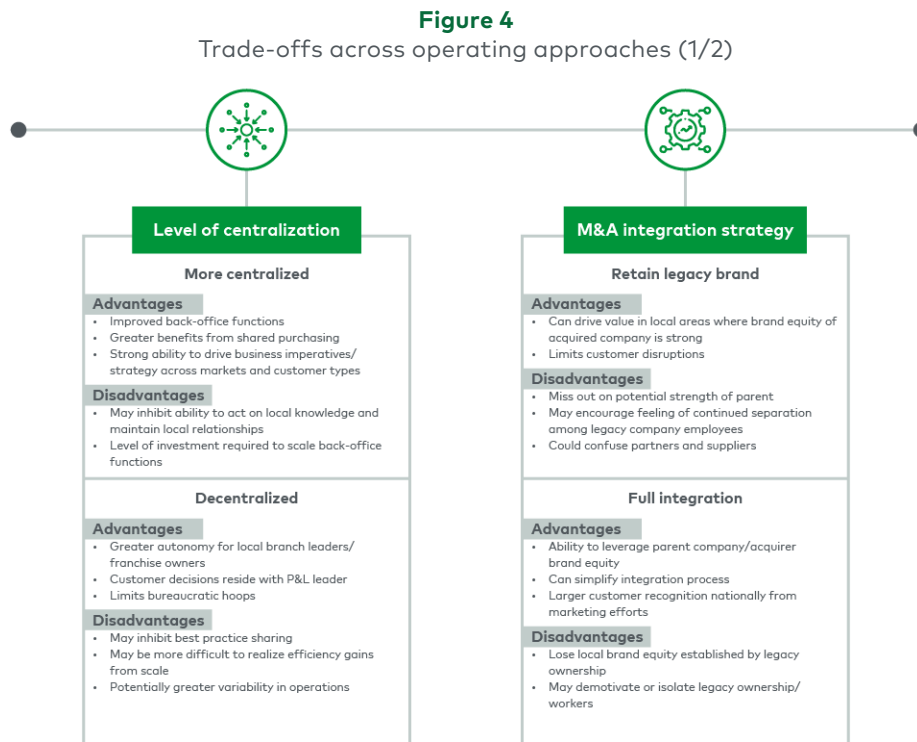 Figure 4
Trade-offs across operating approaches (1/2)
Level of centralization
More centralized
Advantages
• Improved back-office functions
• Greater benefits from shared purchasing
• Strong ability to drive business imperatives/
strategy across markets and customer types
Disadvantages
• May inhibit ability to act on local knowledge and
maintain local relationships
• Level of investment required to scale back-office
functions
Decentralized
Advantages
• Greater autonomy for local branch leaders/
franchise owners
• Customer decisions reside with P&L leader
• Limits bureaucratic hoops
Disadvantages
• May inhibit best practice sharing
• May be more difficult to realize efficiency gains
from scale
• Potentially greater variability in operations
M&A integration strategy
Retain legacy brand
Advantages
• Can drive value in local areas where brand equity of
acquired company is strong
• Limits customer disruptions
Disadvantages
• Miss out on potential strength of parent
• May encourage feeling of continued separation
among legacy company employees
• Could confuse partners and suppliers
Full integration
Advantages
• Ability to leverage parent company/acquirer
brand equity
• Can simplify integration process
• Larger customer recognition nationally from
marketing efforts
Disadvantages
• Lose local brand equity established by legacy
ownership
• May demotivate or isolate legacy ownership/
workers